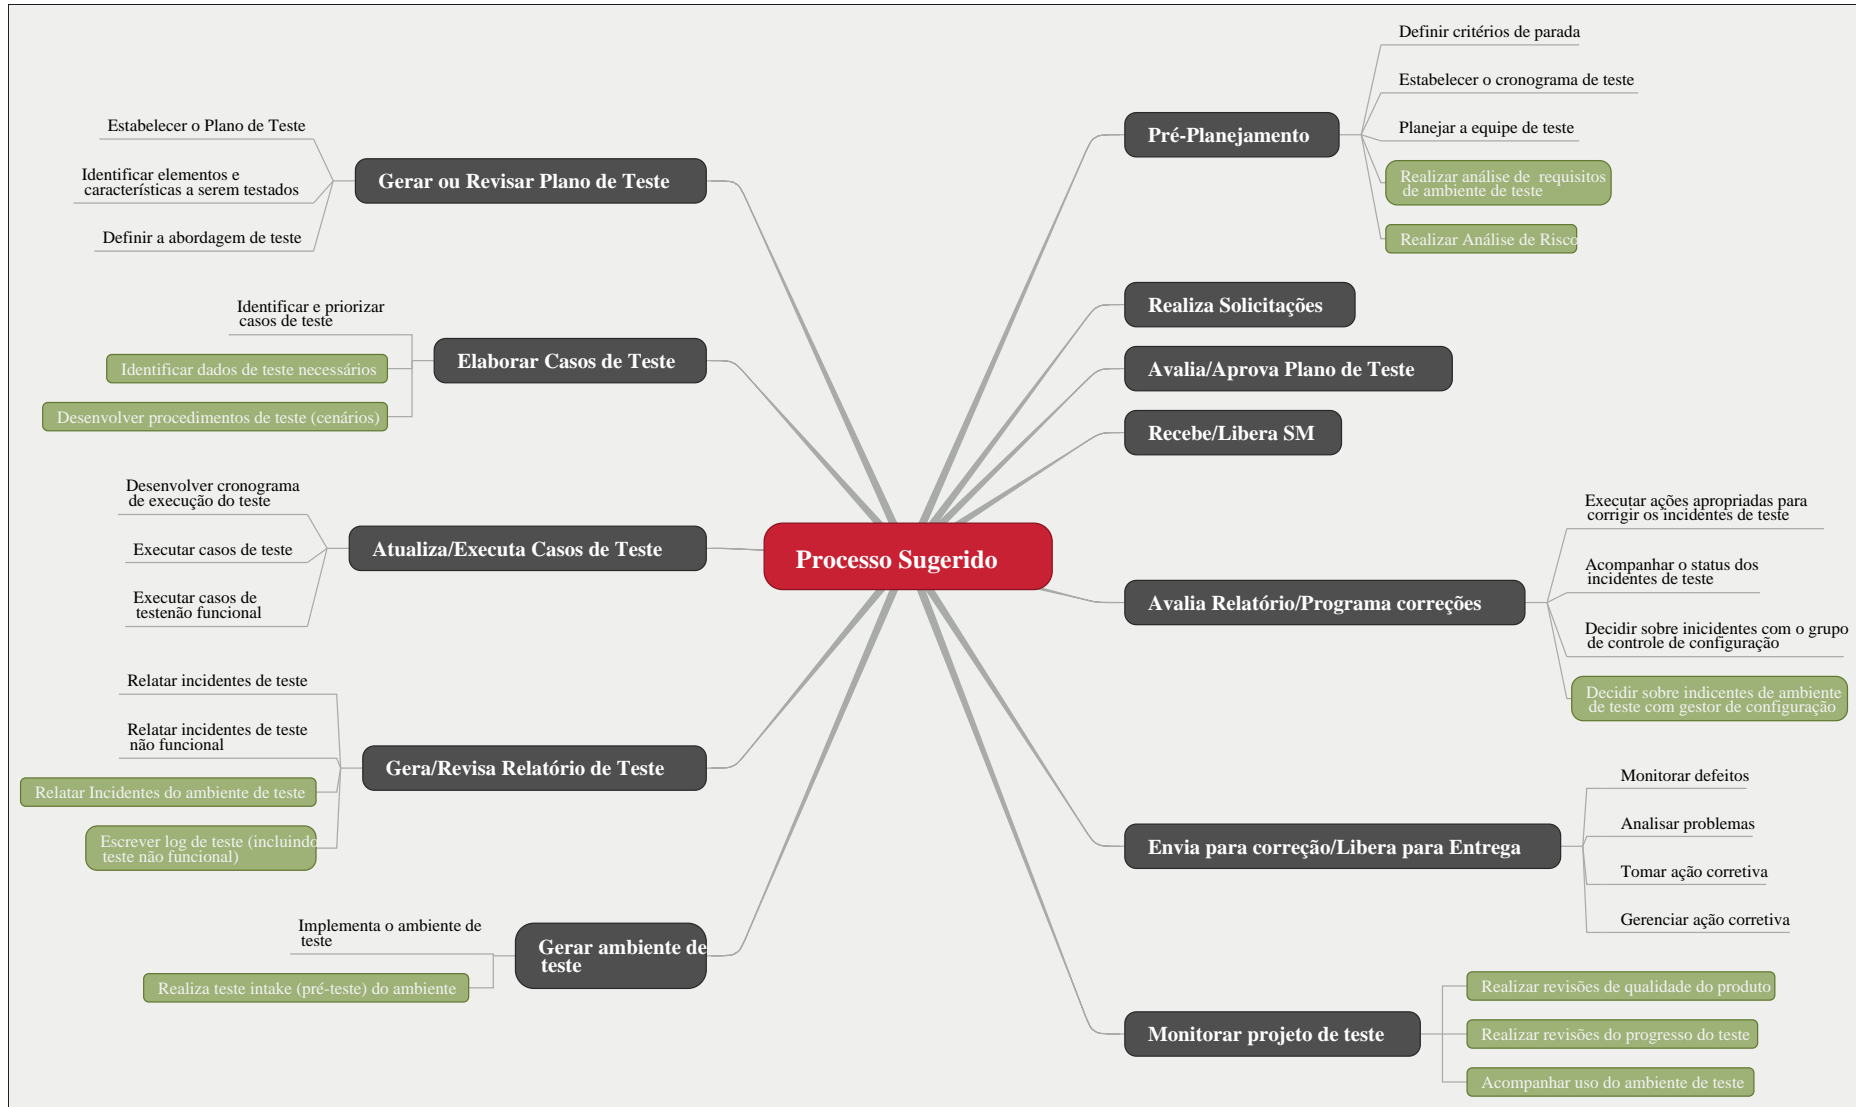 Processo Sugerido
Pré-Planejamento
Definir critérios de parada
Estabelecer o cronograma de teste
Planejar a equipe de teste
Realizar análise de  requisitos
de ambiente de teste
Realizar Análise de Risco
Realiza Solicitações
Avalia/Aprova Plano de Teste
Recebe/Libera SM
Avalia Relatório/Programa correções
Executar ações apropriadas para
corrigir os incidentes de teste
Acompanhar o status dos
incidentes de teste
Decidir sobre inicidentes com o grupo
de controle de configuração
Decidir sobre indicentes de ambiente
de teste com gestor de configuração
Envia para correção/Libera para Entrega
Monitorar defeitos
Analisar problemas
Tomar ação corretiva
Gerenciar ação corretiva
Monitorar projeto de teste
Realizar revisões de qualidade do produto
Realizar revisões do progresso do teste
Acompanhar uso do ambiente de teste
Gerar ou Revisar Plano de Teste
Estabelecer o Plano de Teste
Identificar elementos e
características a serem testados
Definir a abordagem de teste
Elaborar Casos de Teste
Identificar e priorizar
casos de teste
Identificar dados de teste necessários
Desenvolver procedimentos de teste (cenários)
Atualiza/Executa Casos de Teste
Desenvolver cronograma
de execução do teste
Executar casos de teste
Executar casos de
testenão funcional
Gera/Revisa Relatório de Teste
Relatar incidentes de teste
Relatar incidentes de teste
não funcional
Relatar Incidentes do ambiente de teste
Escrever log de teste (incluindo
teste não funcional)
Gerar ambiente de
teste
Implementa o ambiente de
teste
Realiza teste intake (pré-teste) do ambiente